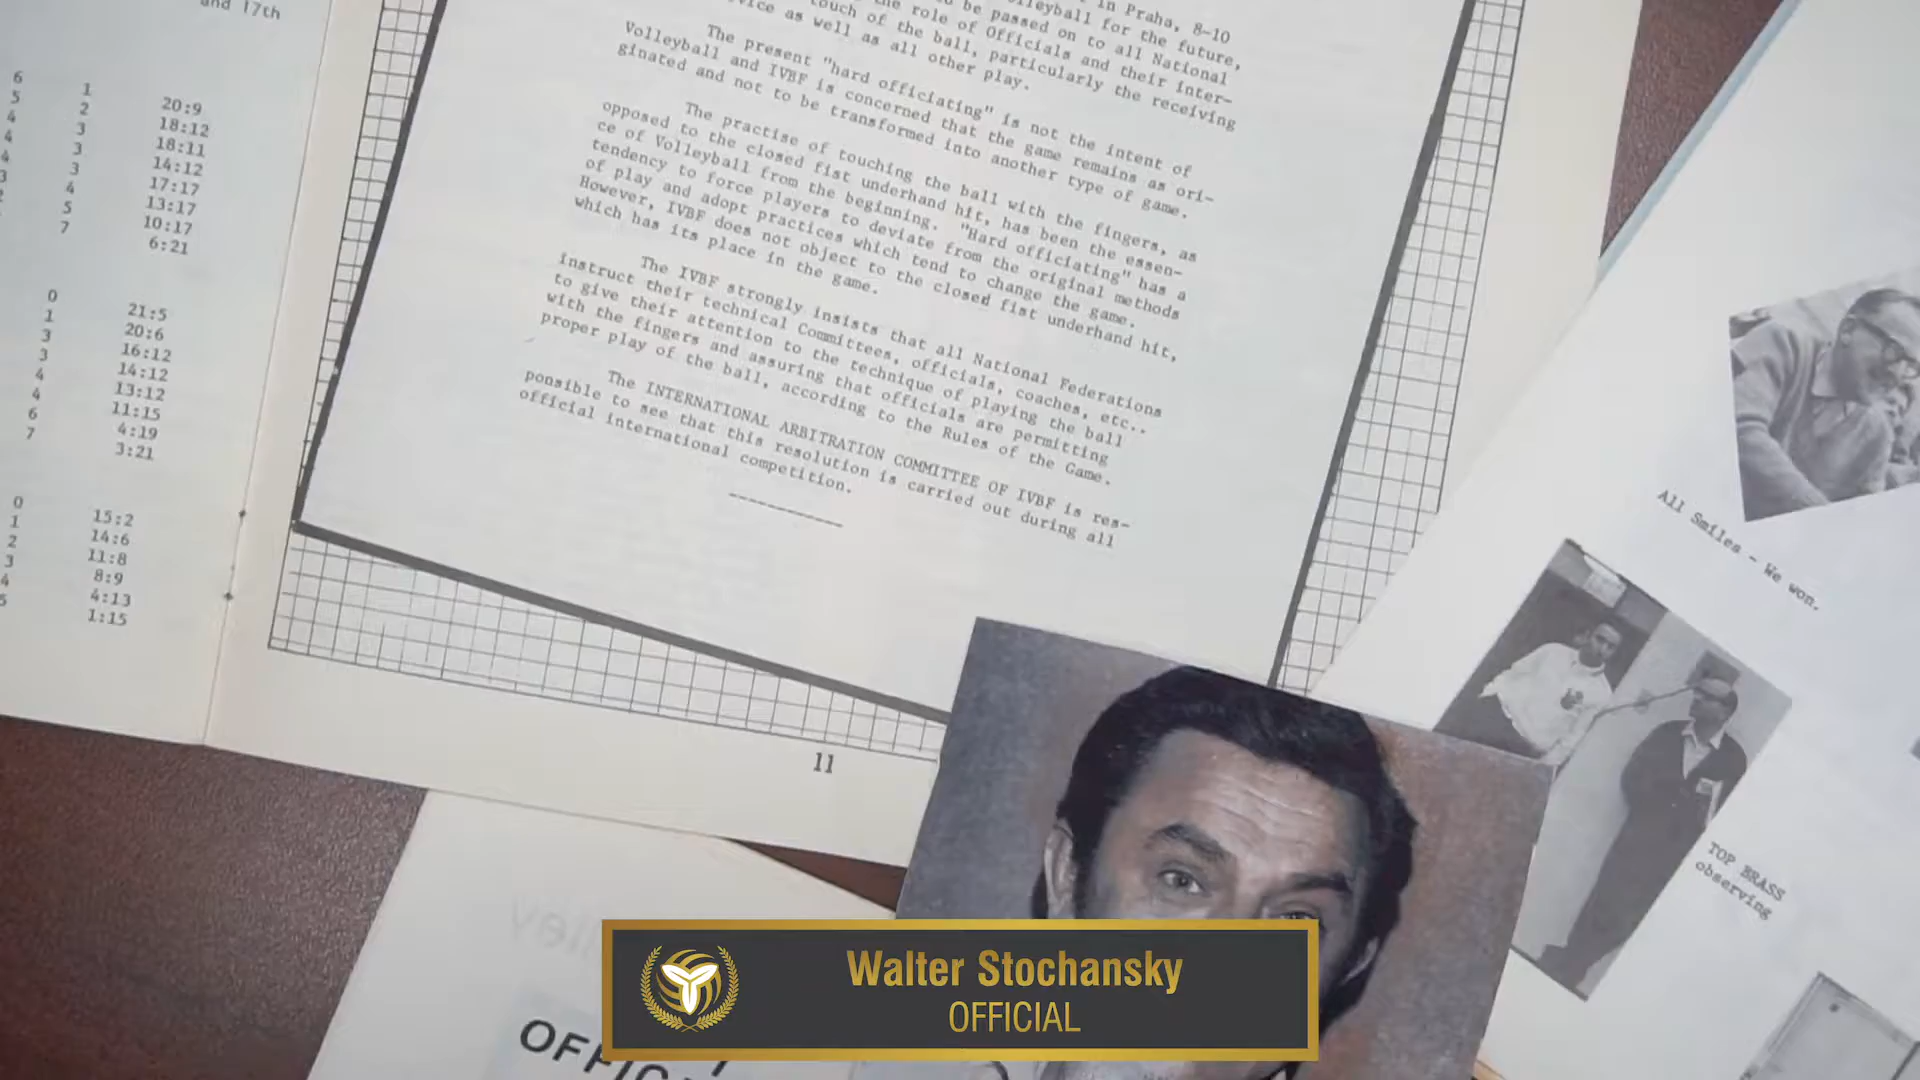 and 17th
6 1 20:9
5 2 18:12
4 3 18:11
4 3 14:12
3 3 17:17
4 13:17
5 10:17
7 6:21
0 21:5
1 20:6
3 16:12
3 14:12
4 13:12
4 11:15
6 4:19
7 3:21
0 15:2
1 14:6
2 11:8
3 8:9
4 4:13
5 1:15
in Praha, 8-10
olleyball for the future,
be passed on to all National
the role of Officials and their inter-
touch of the ball, particularly the receiving
vice as well as all other play.
The present "hard officiating" is not the intent of
Volleyball and IVBF is concerned that the game remains as ori-
ginated and not to be transformed into another type of game.
The practise of touching the ball with the fingers, as
opposed to the closed fist underhand hit, has been the essen-
ce of Volleyball from the beginning. "Hard officiating" has a
tendency to force players to deviate from the original methods
of play and adopt practices which tend to change the game.
However, IVBF does not object to the closed fist underhand hit,
which has its place in the game.
The IVBF strongly insists that all National Federations
instruct their technical Committees, officials, coaches, etc..
to give their attention to the technique of playing the ball
with the fingers and assuring that officials are permitting
proper play of the ball, according to the Rules of the Game.
The INTERNATIONAL ARBITRATION COMMITTEE OF IVBF is res-
ponsible to see that this resolution is carried out during all
official international competition.
11
All Smiles - We won.
TOP BRASS
observing
Walter Stochansky
OFFICIAL